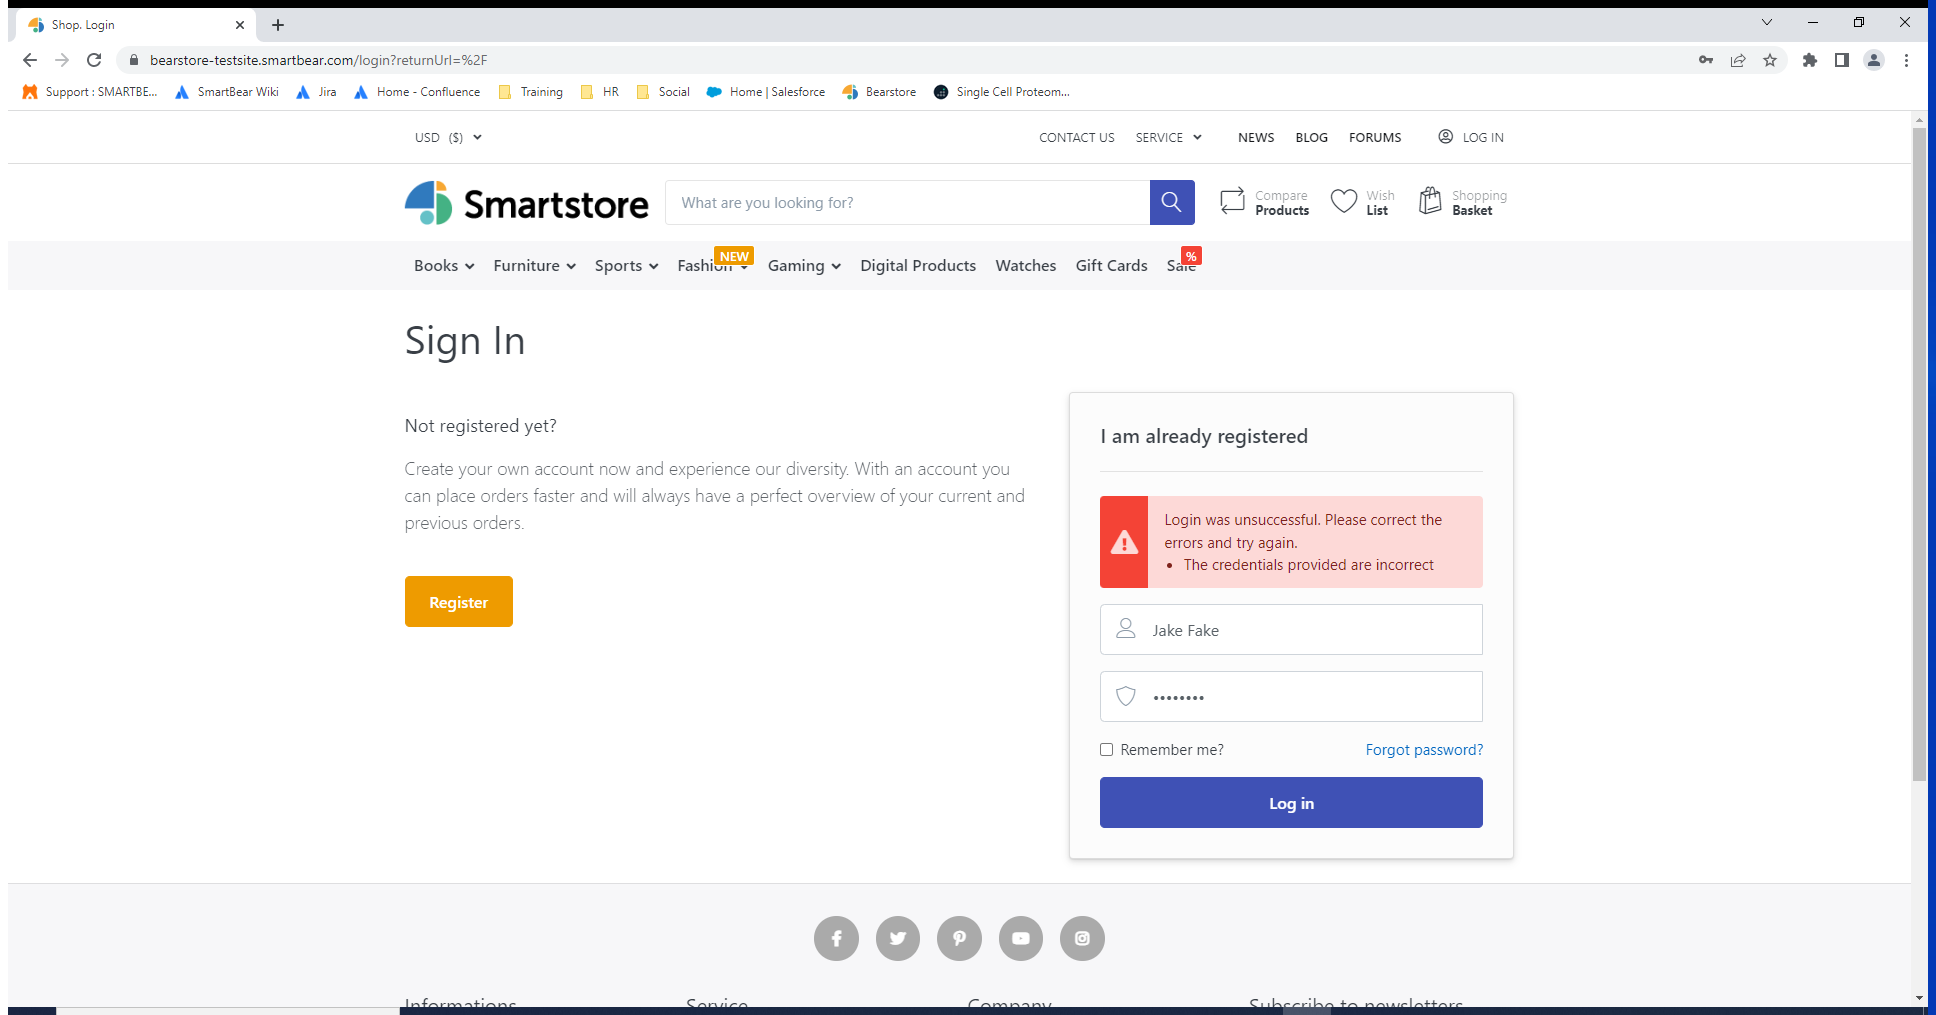 Shop. Login
bearstore-testsite.smartbear.com/login?returnUrl=%2F
Support : SMARTBE...
SmartBear Wiki
Jira
Home - Confluence
Training
HR
Social
Home | Salesforce
Bearstore
Single Cell Proteom...
USD ($)
CONTACT US
SERVICE
NEWS
BLOG
FORUMS
LOG IN
Smartstore
What are you looking for?
Compare
Products
Wish
List
Shopping
Basket
NEW
%
Books
Furniture
Sports
Fashion
Gaming
Digital Products
Watches
Gift Cards
Sale
Sign In
Not registered yet?
Create your own account now and experience our diversity. With an account you
can place orders faster and will always have a perfect overview of your current and
previous orders.
Register
I am already registered
Login was unsuccessful. Please correct the
errors and try again.
• The credentials provided are incorrect
Jake Fake
••••••••
Remember me?
Forgot password?
Log in
Informations
Service
Company
Subscribe to newsletters